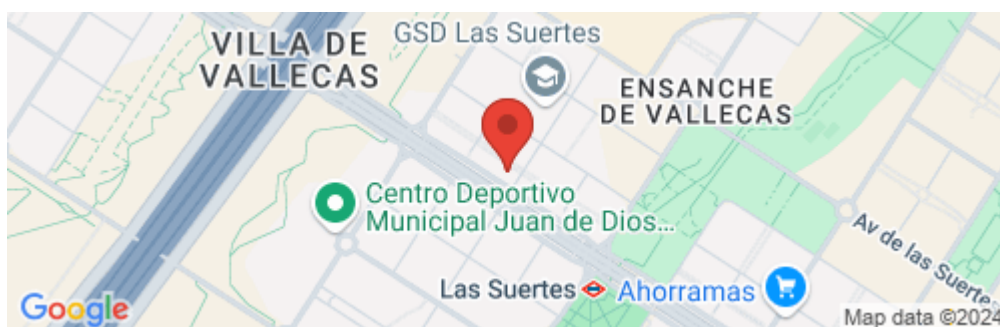 VILLA DE
VALLECAS
GSD Las Suertes
ENSANCHE
DE VALLECAS
Centro Deportivo
Municipal Juan de Dios...
Av de las Suertes
Las Suertes
Ahorramas
Google
Map data ©2024